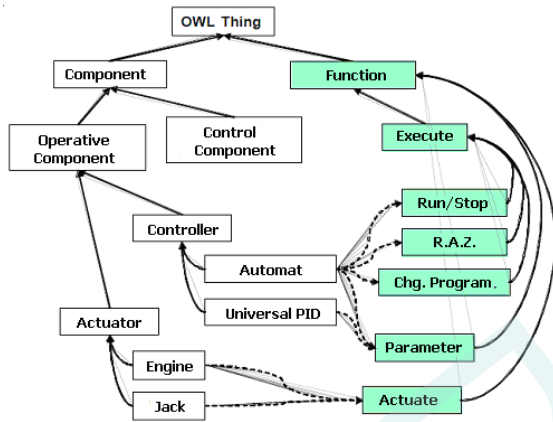 OWL Thing
Component
Function
Operative
Component
Control
Component
Execute
Controller
Run/Stop
R.A.Z.
Automat
Chg. Program.
Universal PID
Actuator
Parameter
Engine
Jack
Actuate